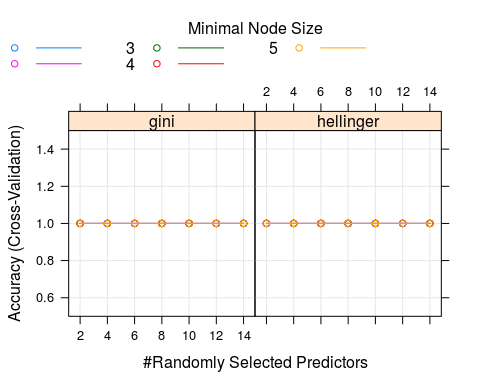 Minimal Node Size
3 5
4
2 4 6 8 10 12 14
gini hellinger
1.4
1.2
1.0
0.8
0.6
Accuracy (Cross-Validation)
2 4 6 8 10 12 14
#Randomly Selected Predictors